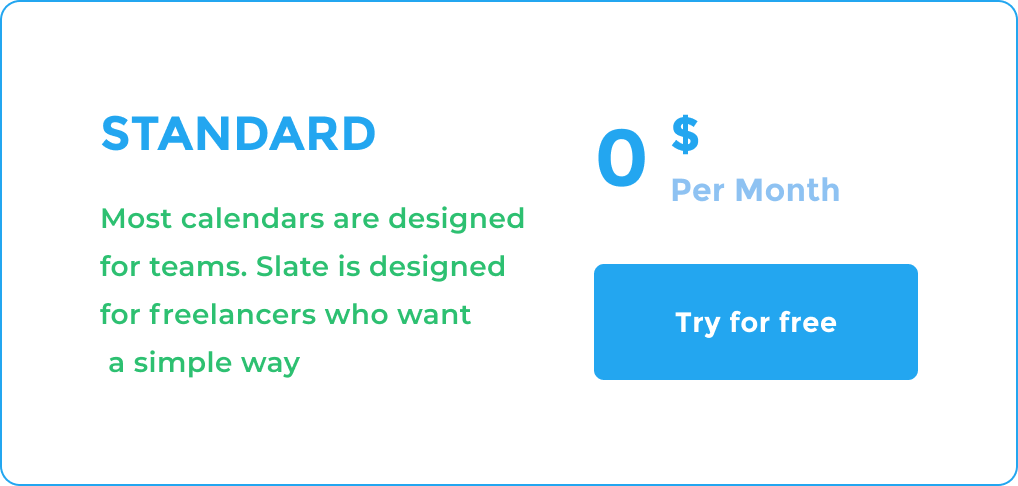 STANDARD
Most calendars are designed
for teams. Slate is designed
for freelancers who want
a simple way
0 $
Per Month
Try for free